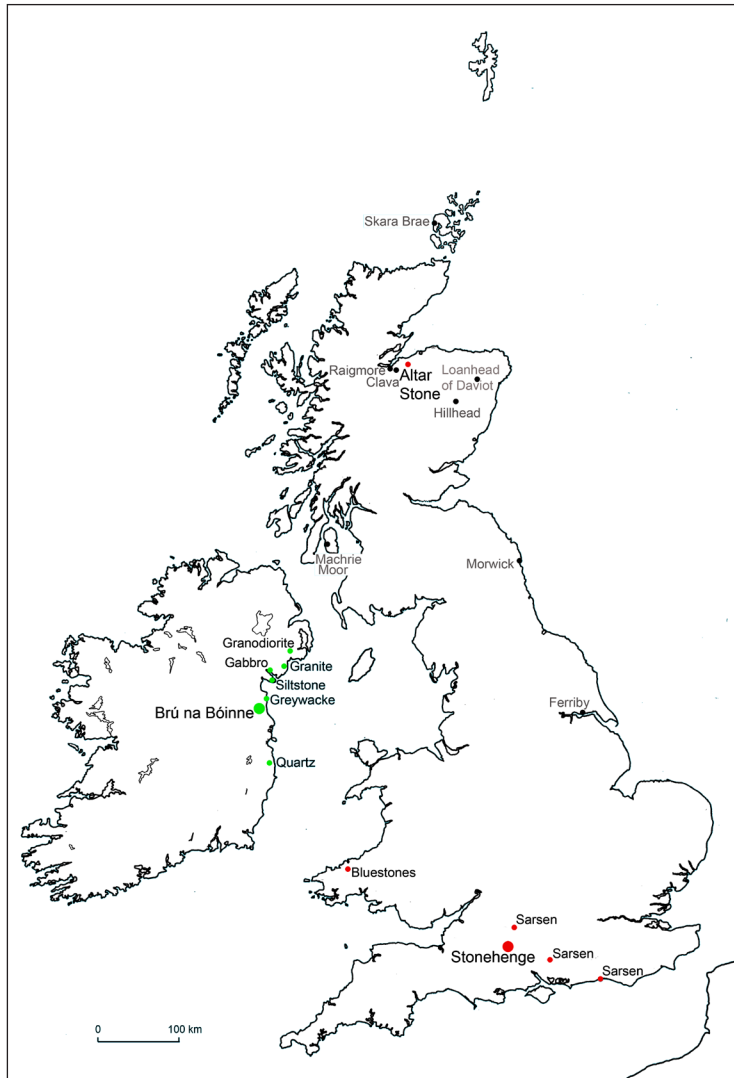 Skara Brae
Raigmore
Clava
Altar
Stone
Loanhead
of Daviot
Hillhead
Machrie
Moor
Morwick
Granodiorite
Gabbro
Granite
Siltstone
Greywacke
Brú na Bóinne
Ferriby
Quartz
Bluestones
Sarsen
Stonehenge
Sarsen
Sarsen
0
100 km